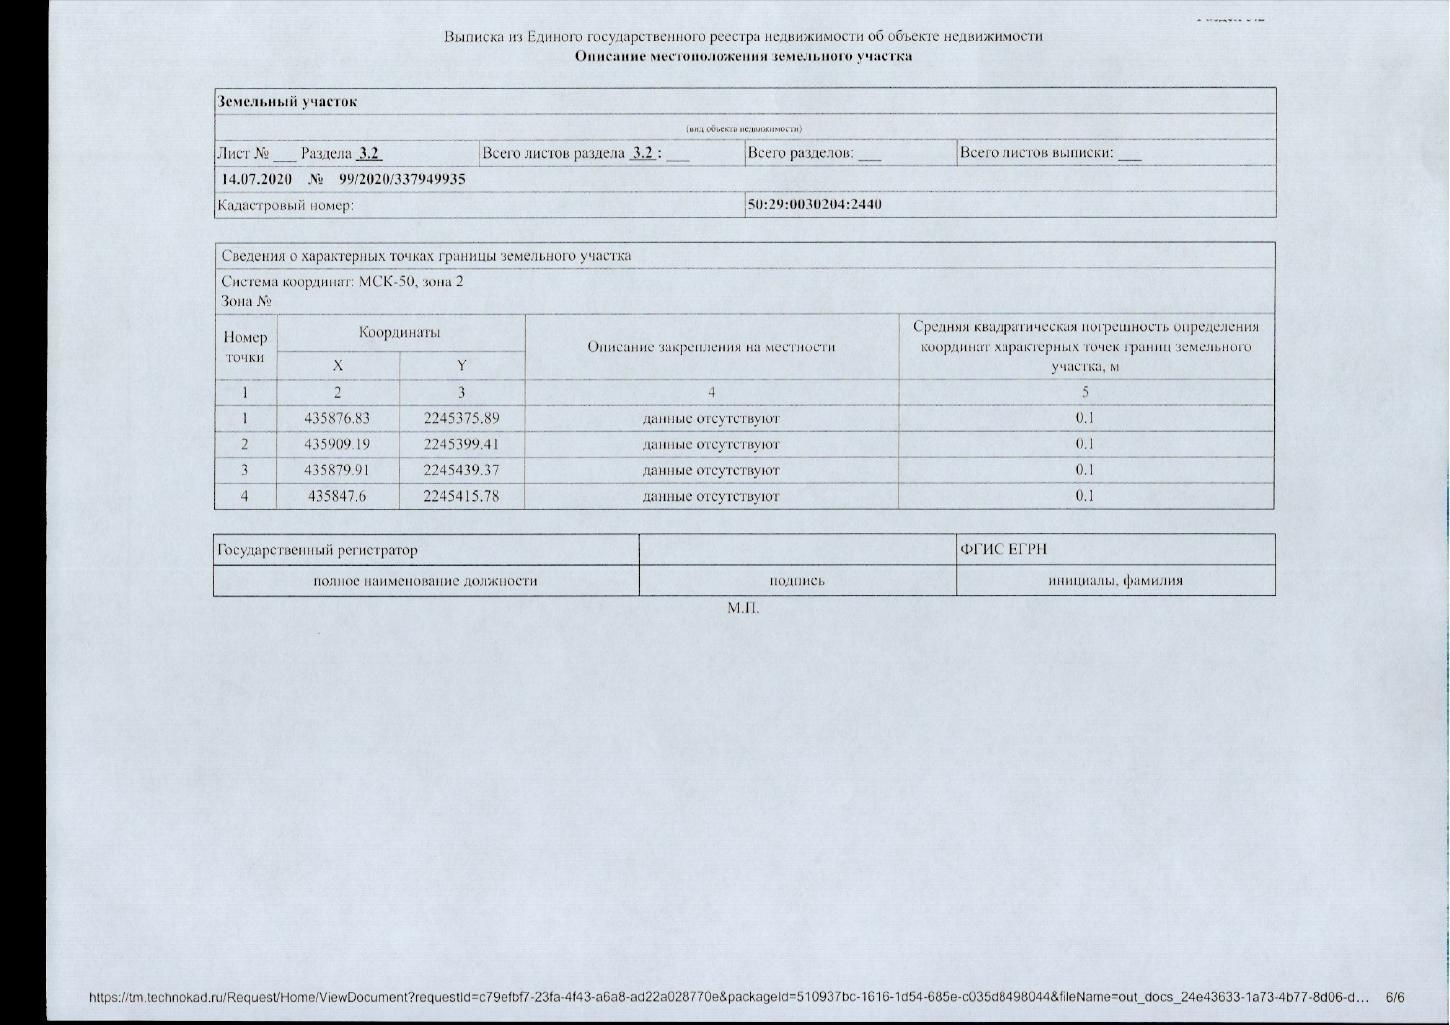 Выписка из Единого государственного реестра недвижимости об объекте недвижимости
Описание местоположения земельного участка
Земельный участок
(вид объекта недвижимости)
Лист № ___ Раздела 3.2 Всего листов раздела 3.2 : ___ Всего разделов: ___ Всего листов выписки: ___
14.07.2020 № 99/2020/337949935
Кадастровый номер: 50:29:0030204:2440
Сведения о характерных точках границы земельного участка
Система координат: МСК-50, зона 2
Зона №
Номер точки Координаты Описание закрепления на местности Средняя квадратическая погрешность определения координат характерных точек границ земельного участка, м
X Y
1 2 3 4 5
1 435876.83 2245375.89 данные отсутствуют 0.1
2 435909.19 2245399.41 данные отсутствуют 0.1
3 435879.91 2245439.37 данные отсутствуют 0.1
4 435847.6 2245415.78 данные отсутствуют 0.1
Государственный регистратор ФГИС ЕГРН
полное наименование должности подпись инициалы, фамилия
М.П.
https://tm.technokad.ru/Request/Home/ViewDocument?requestId=c79efbf7-23fa-4f43-a6a8-ad22a028770e&packageId=510937bc-1616-1d54-685e-c035d8498044&fileName=out_docs_24e43633-1a73-4b77-8d06-d... 6/6